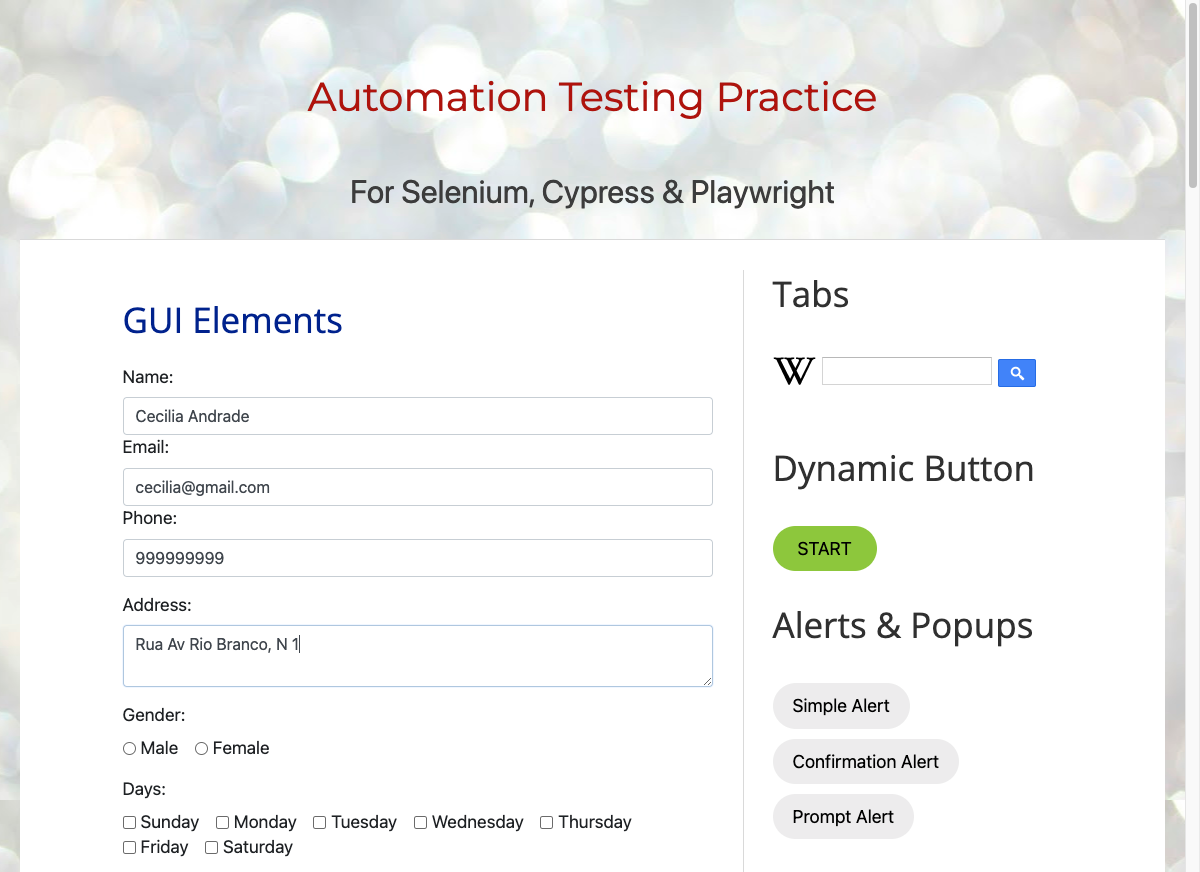 Automation Testing Practice
For Selenium, Cypress & Playwright
GUI Elements
Name:
Cecilia Andrade
Email:
cecilia@gmail.com
Phone:
999999999
Address:
Rua Av Rio Branco, N 1
Gender:
Male Female
Days:
Sunday Monday Tuesday Wednesday Thursday
Friday Saturday
Tabs
W
Dynamic Button
START
Alerts & Popups
Simple Alert
Confirmation Alert
Prompt Alert